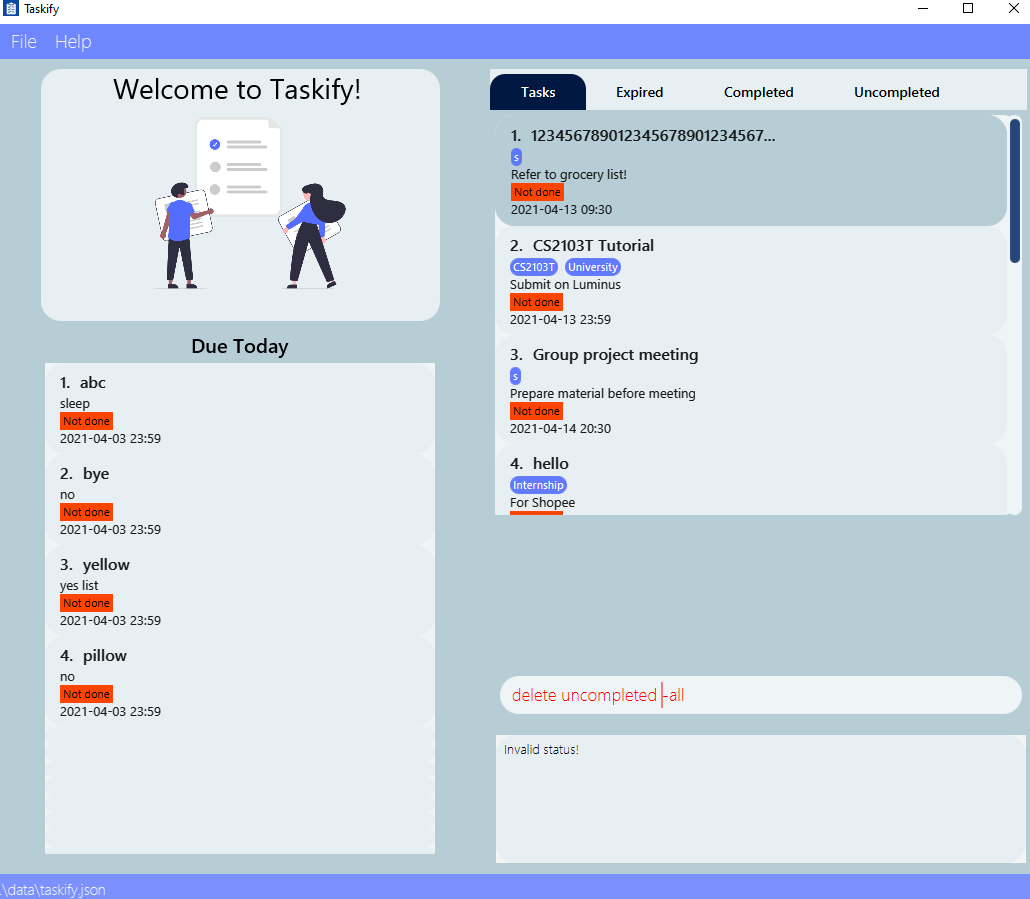 Taskify
File Help
Welcome to Taskify!
Due Today
1. abc
sleep
Not done
2021-04-03 23:59
2. bye
no
Not done
2021-04-03 23:59
3. yellow
yes list
Not done
2021-04-03 23:59
4. pillow
no
Not done
2021-04-03 23:59
Tasks Expired Completed Uncompleted
1. 123456789012345678901234567...
s
Refer to grocery list!
Not done
2021-04-13 09:30
2. CS2103T Tutorial
CS2103T University
Submit on Luminus
Not done
2021-04-13 23:59
3. Group project meeting
s
Prepare material before meeting
Not done
2021-04-14 20:30
4. hello
Internship
For Shopee
delete uncompleted -all
Invalid status!
.\data\taskify.json